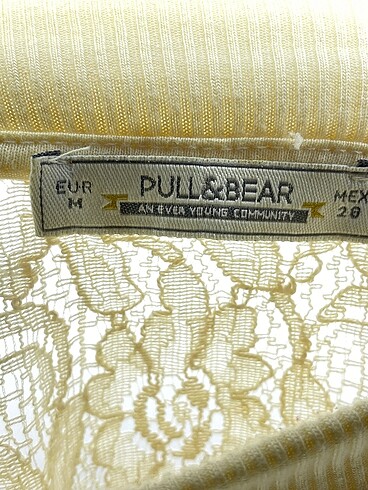 EUR
M
PULL&BEAR
AN EVER YOUNG COMMUNITY
MEX
28